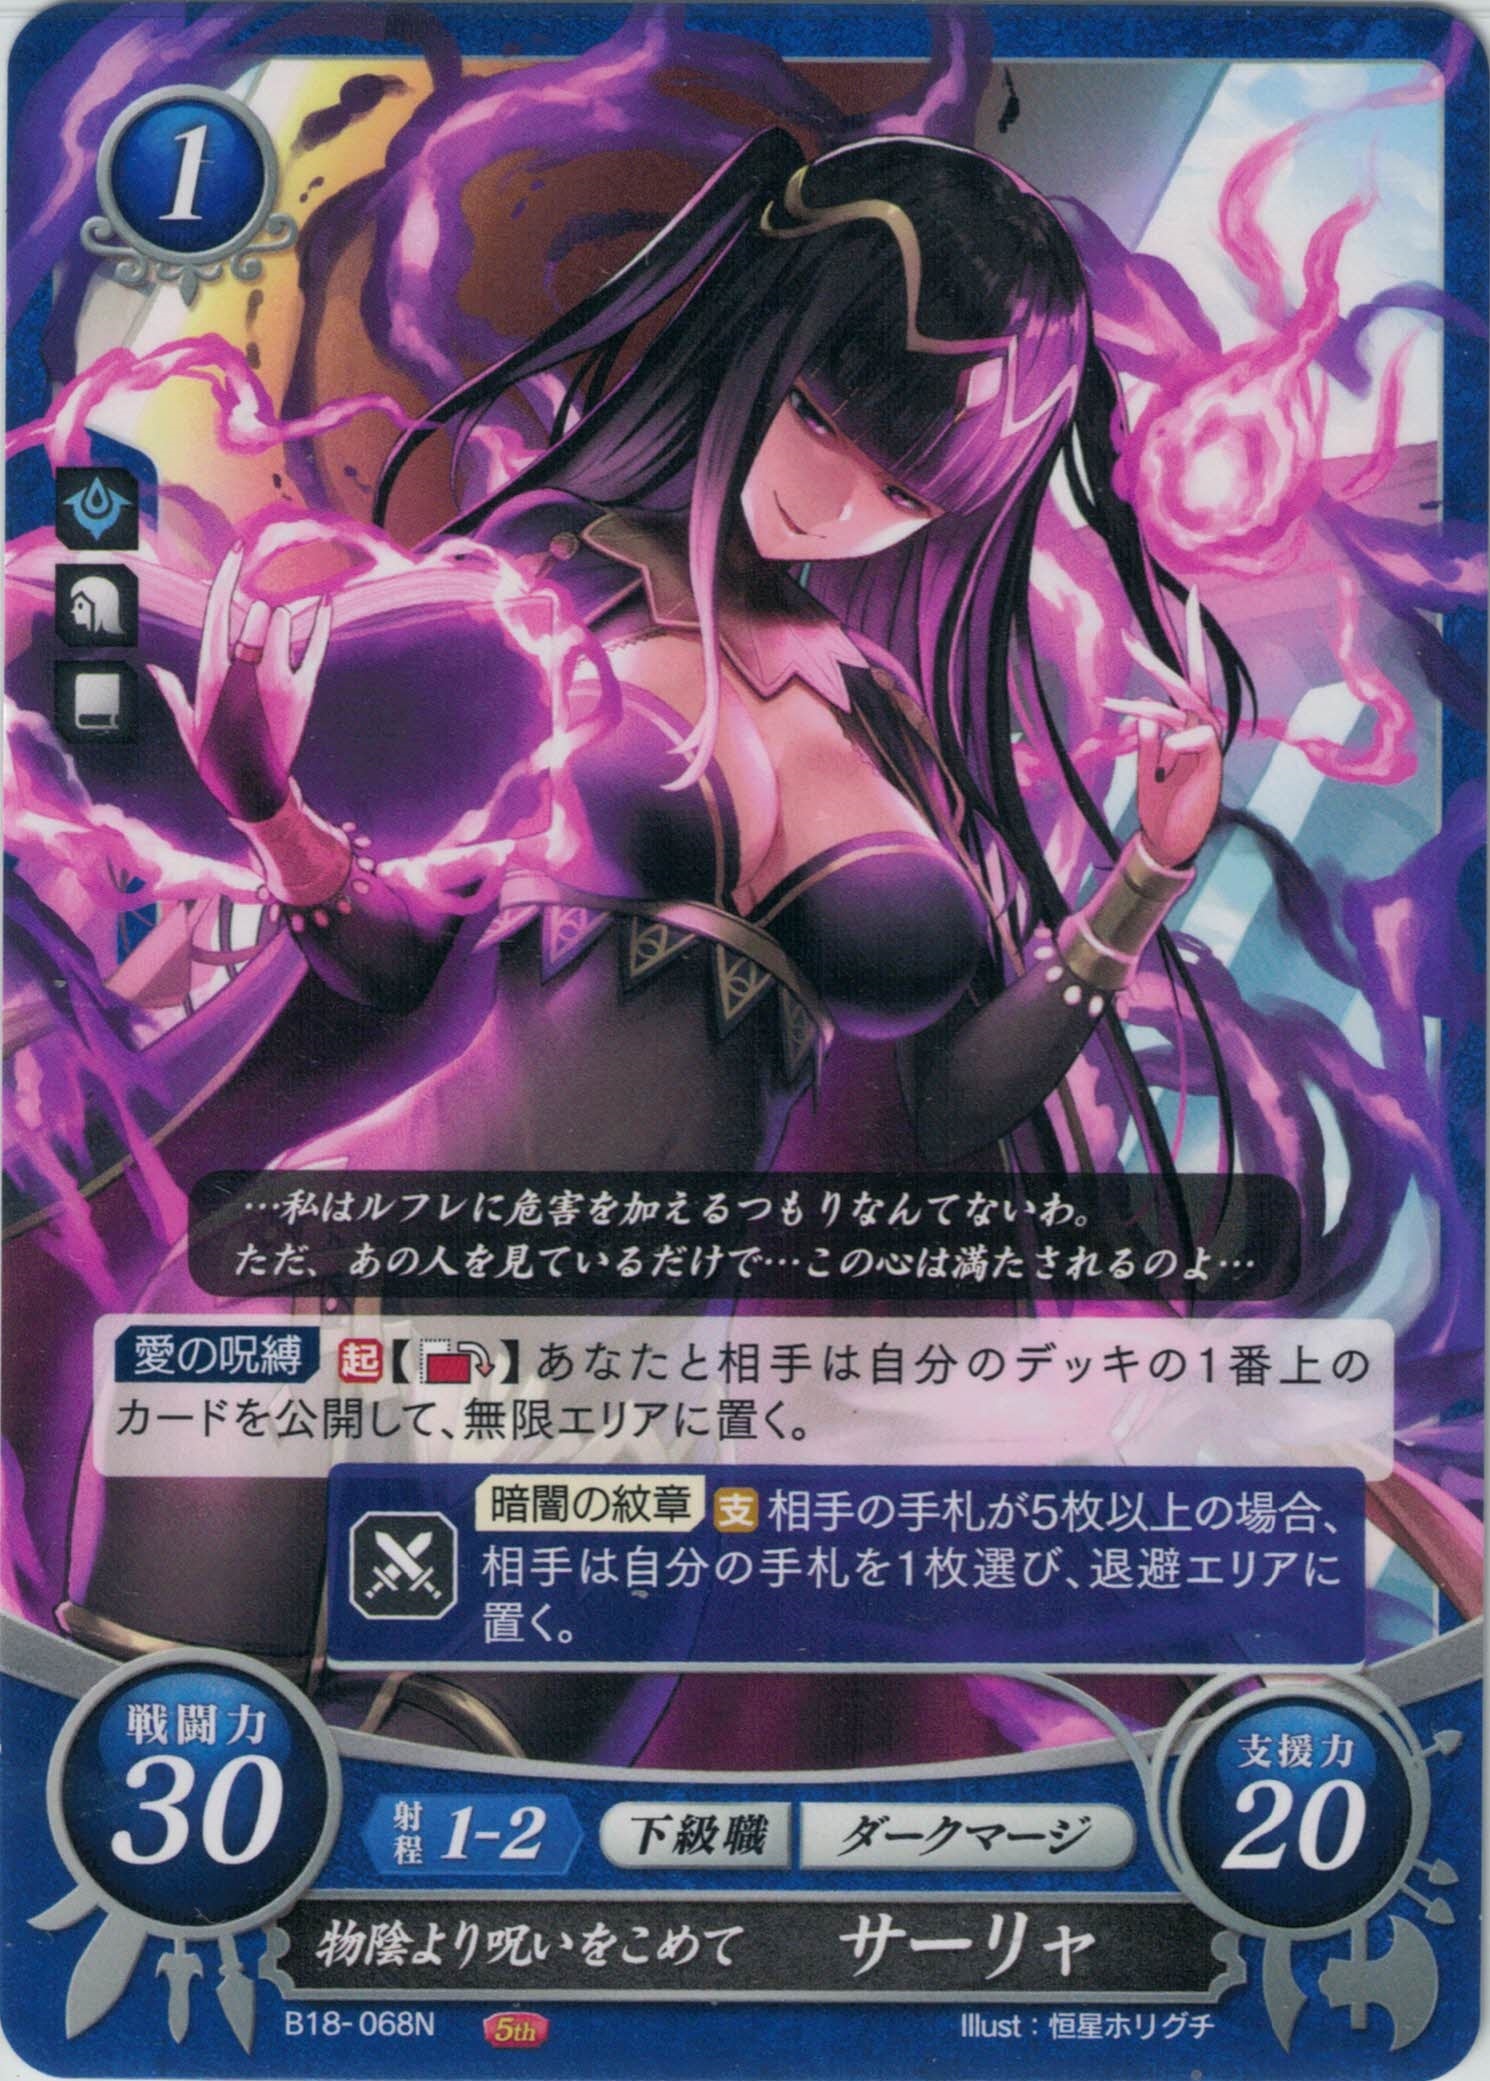 1
…私はルフレに危害を加えるつもりなんてないわ。
ただ、あの人を見ているだけで…この心は満たされるのよ…
愛の呪縛 起【 】あなたと相手は自分のデッキの1番上の
カードを公開して、無限エリアに置く。
暗闇の紋章 支 相手の手札が5枚以上の場合、
相手は自分の手札を1枚選び、退避エリアに
置く。
戦闘力
30
射程 1-2
下級職
ダークマージ
支援力
20
物陰より呪いをこめて サーリャ
B18-068N
5th
Illust：恒星ホリグチ